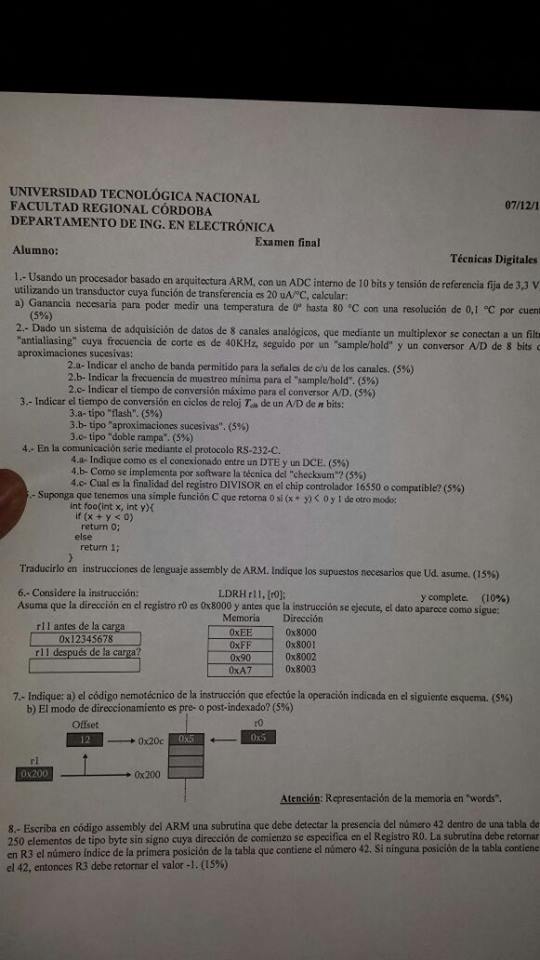 UNIVERSIDAD TECNOLÓGICA NACIONAL
FACULTAD REGIONAL CÓRDOBA 07/12/1
DEPARTAMENTO DE ING. EN ELECTRÓNICA
Examen final
Alumno: Técnicas Digitales
1.- Usando un procesador basado en arquitectura ARM, con un ADC interno de 10 bits y tensión de referencia fija de 3,3 V
utilizando un transductor cuya función de transferencia es 20 uA/°C, calcular:
a) Ganancia necesaria para poder medir una temperatura de 0° hasta 80 °C con una resolución de 0,1 °C por cuent
(5%)
2.- Dado un sistema de adquisición de datos de 8 canales analógicos, que mediante un multiplexor se conectan a un filt
"antialiasing" cuya frecuencia de corte es de 40KHz, seguido por un "sample/hold" y un conversor A/D de 8 bits
aproximaciones sucesivas:
2.a- Indicar el ancho de banda permitido para la señales de c/u de los canales. (5%)
2.b- Indicar la frecuencia de muestreo mínima para el "sample/hold". (5%)
2.c- Indicar el tiempo de conversión máximo para el conversor A/D. (5%)
3.- Indicar el tiempo de conversión en ciclos de reloj de un A/D de n bits:
3.a- tipo "flash". (5%)
3.b- tipo "aproximaciones sucesivas". (5%)
3.c- tipo "doble rampa". (5%)
4.- En la comunicación serie mediante el protocolo RS-232-C.
4.a- Indique como es el conexionado entre un DTE y un DCE. (5%)
4.b- Como se implementa por software la técnica del "checksum"? (5%)
4.c- Cual es la finalidad del registro DIVISOR en el chip controlador 16550 o compatible? (5%)
.- Suponga que tenemos una simple función C que retorna 0 si (x + y) < 0 y 1 de otro modo:
int foo(int x, int y){
if (x + y < 0)
return 0;
else
return 1;
}
Traducirlo en instrucciones de lenguaje assembly de ARM. Indique los supuestos necesarios que Ud. asume. (15%)
6.- Considere la instrucción: LDRH r11, [r0]; y complete. (10%)
Asuma que la dirección en el registro r0 es 0x8000 y antes que la instrucción se ejecute, el dato aparece como sigue:
Memoria Dirección
r11 antes de la carga 0xEE 0x8000
0x12345678 0xFF 0x8001
r11 después de la carga? 0x90 0x8002
0xA7 0x8003
7.- Indique: a) el código nemotécnico de la instrucción que efectúe la operación indicada en el siguiente esquema. (5%)
b) El modo de direccionamiento es pre- o post-indexado? (5%)
Offset r0
12 0x20c 0x5 0x5
r1
0x200 0x200
Atención: Representación de la memoria en "words".
8.- Escriba en código assembly del ARM una subrutina que debe detectar la presencia del número 42 dentro de una tabla de
250 elementos de tipo byte sin signo cuya dirección de comienzo se especifica en el Registro R0. La subrutina debe retornar
en R3 el número índice de la primera posición de la tabla que contiene el número 42. Si ninguna posición de la tabla contiene
el 42, entonces R3 debe retornar el valor -1. (15%)